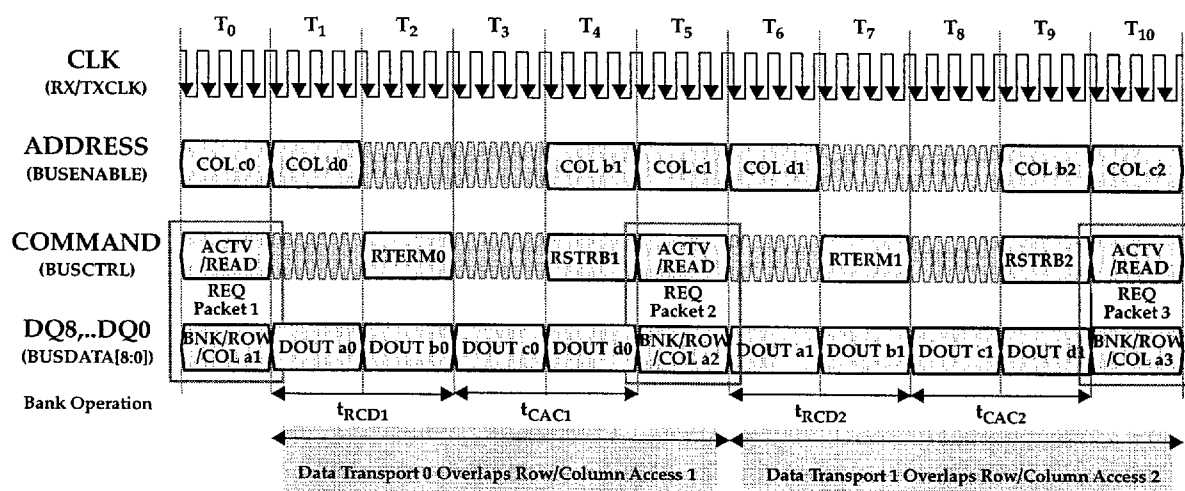 T0 T1 T2 T3 T4 T5 T6 T7 T8 T9 T10
CLK
(RX/TXCLK)
ADDRESS
(BUSENABLE)
COL c0 COL d0 COL b1 COL c1 COL d1 COL b2 COL c2
COMMAND
(BUSCTRL)
ACTV /READ RTERM0 RSTRB1 ACTV /READ RTERM1 RSTRB2 ACTV /READ
REQ Packet 1 REQ Packet 2 REQ Packet 3
DQ8,..DQ0
(BUSDATA[8:0])
BNK/ROW /COL a1 DOUT a0 DOUT b0 DOUT c0 DOUT d0 BNK/ROW /COL a2 DOUT a1 DOUT b1 DOUT c1 DOUT d1 BNK/ROW /COL a3
Bank Operation
tRCD1 tCAC1 tRCD2 tCAC2
Data Transport 0 Overlaps Row/Column Access 1 Data Transport 1 Overlaps Row/Column Access 2